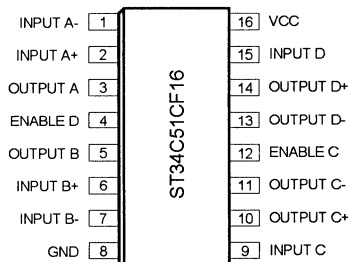 INPUT A- 1 16 VCC
INPUT A+ 2 15 INPUT D
OUTPUT A 3 14 OUTPUT D+
ENABLE D 4 13 OUTPUT D-
OUTPUT B 5 12 ENABLE C
INPUT B+ 6 11 OUTPUT C-
INPUT B- 7 10 OUTPUT C+
GND 8 9 INPUT C
ST34C51CF16